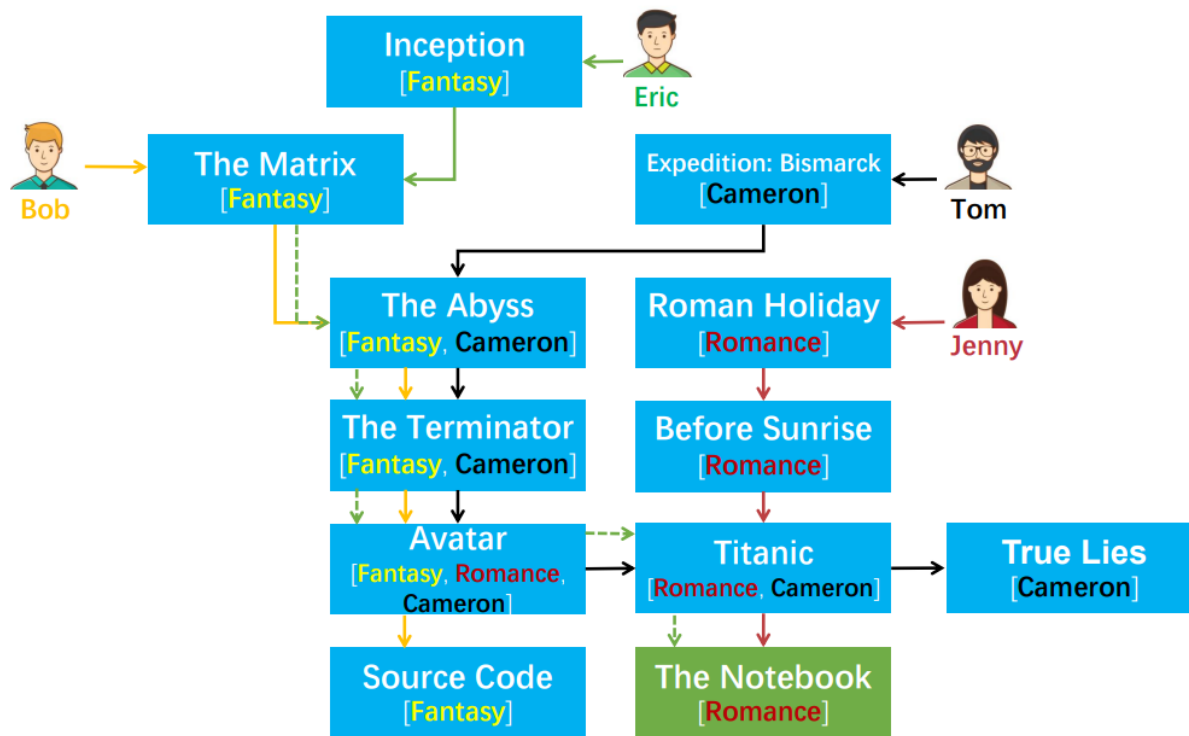 Inception
[Fantasy]
Eric
The Matrix
[Fantasy]
Bob
Expedition: Bismarck
[Cameron]
Tom
The Abyss
[Fantasy, Cameron]
Roman Holiday
[Romance]
Jenny
The Terminator
[Fantasy, Cameron]
Before Sunrise
[Romance]
Avatar
[Fantasy, Romance,
Cameron]
Titanic
[Romance, Cameron]
True Lies
[Cameron]
Source Code
[Fantasy]
The Notebook
[Romance]